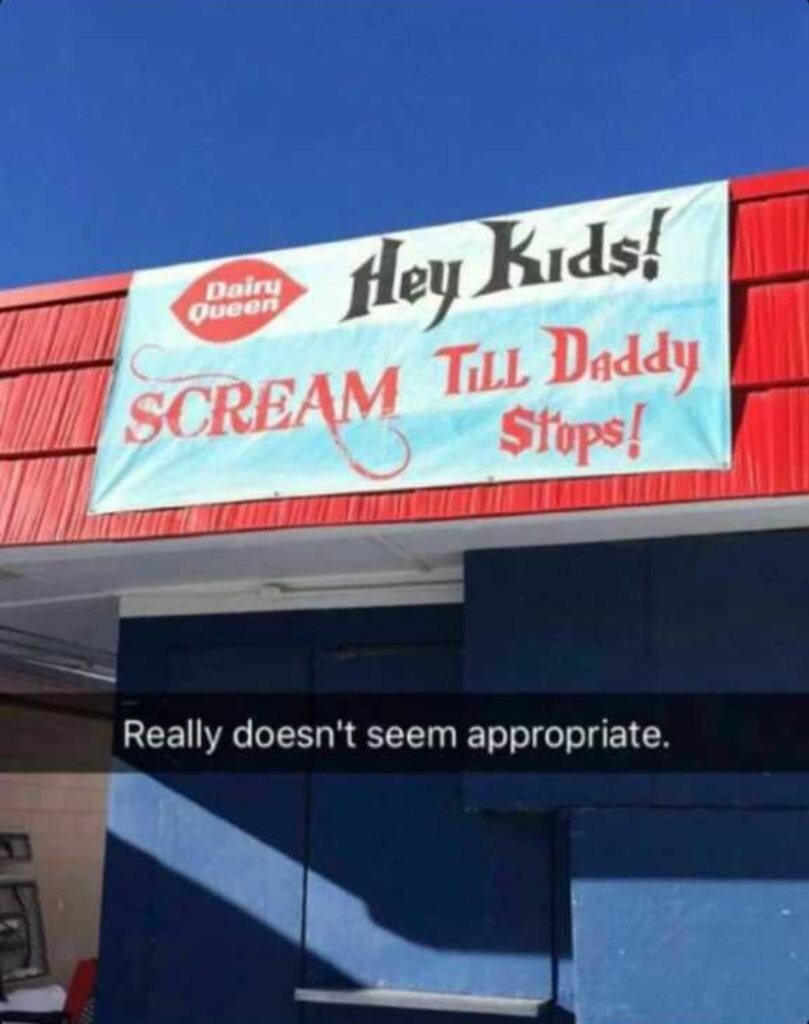 Dairy
Queen
Hey Kids!
SCREAM TiLL Daddy
Stops!
Really doesn't seem appropriate.